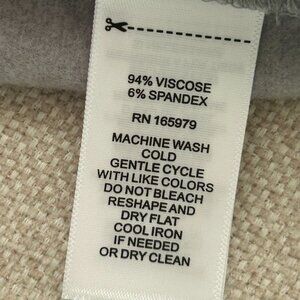 94% VISCOSE
6% SPANDEX
RN 165979
MACHINE WASH
COLD
GENTLE CYCLE
WITH LIKE COLORS
DO NOT BLEACH
RESHAPE AND
DRY FLAT
COOL IRON
IF NEEDED
OR DRY CLEAN